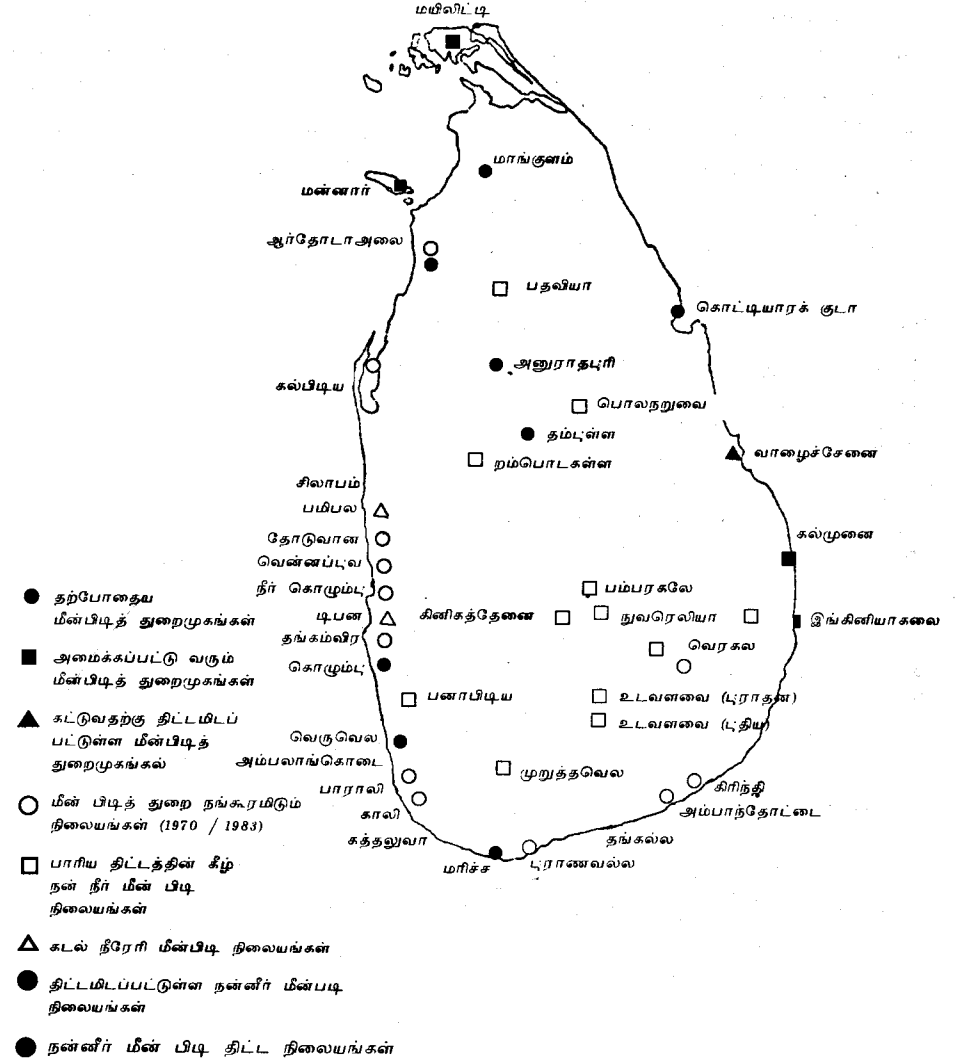 மயிலிட்டி
மாங்குளம்
மன்னார்
ஆர்தோடாஅலை
பதவியா
கொட்டியாரக் குடா
அனுராதபுரி
கல்பிடிய
பொலநறுவை
தம்புள்ள
வாழைச்சேனை
றம்பொடகள்ள
சிலாபம்
பமிபல
கல்முனை
தோடுவான
வென்னப்புவ
நீர் கொழும்பு
பம்பரகலே
டிபன
கினிகத்தேனை
நுவரெலியா
இங்கினியாகலை
தங்கம்விர
வெரகல
கொழும்பு
பனாபிடிய
உடவளவை (புராதன)
உடவளவை (புதிய)
வெருவெல
அம்பலாங்கொடை
முறுத்தவெல
பாராலி
கிரிந்தி
காலி
அம்பாந்தோட்டை
கத்தலுவா
தங்கல்ல
மரிச்ச
புராணவல்ல
தற்போதைய
மீன்பிடித் துறைமுகங்கள்
அமைக்கப்பட்டு வரும்
மீன்பிடித் துறைமுகங்கள்
கட்டுவதற்கு திட்டமிடப்
பட்டுள்ள மீன்பிடித்
துறைமுகங்கல்
மீன் பிடித் துறை நங்கூரமிடும்
நிலையங்கள் (1970 / 1983)
பாரிய திட்டத்தின் கீழ்
நன் நீர் மீன் பிடி
நிலையங்கள்
கடல் நீரேரி மீன்பிடி நிலையங்கள்
திட்டமிடப்பட்டுள்ள நன்னீர் மீன்படி
நிலையங்கள்
நன்னீர் மீன் பிடி திட்ட நிலையங்கள்